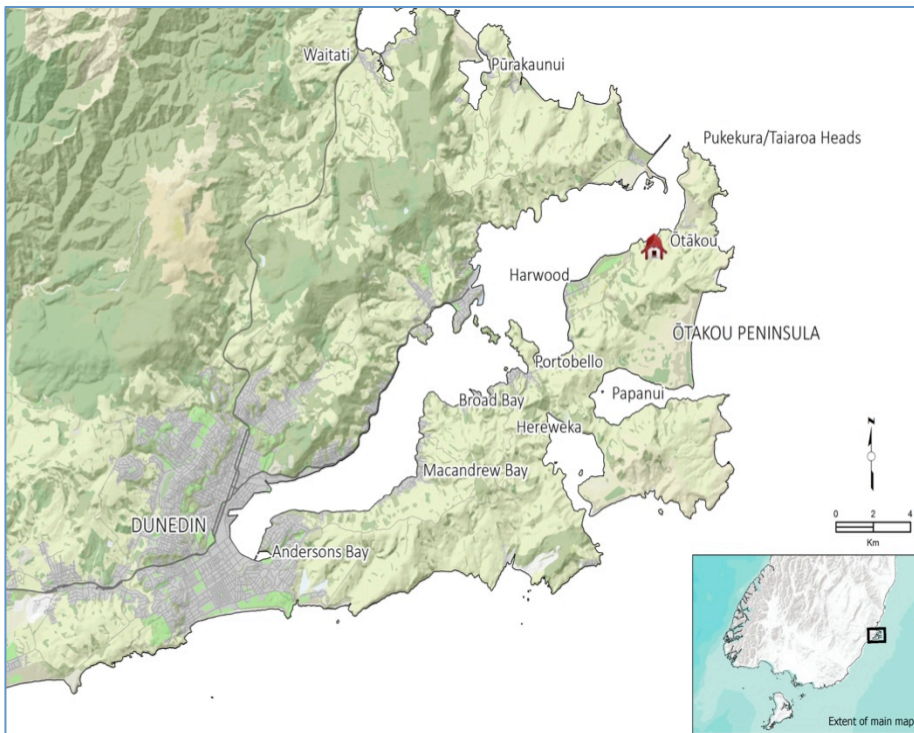 Waitati
Pūrakaunui
Pukekura/Taiaroa Heads
Ōtākou
Harwood
ŌTAKOU PENINSULA
Portobello
Papanui
Broad Bay
Hereweka
Macandrew Bay
DUNEDIN
Andersons Bay
N
0 2 4
Km
Extent of main map